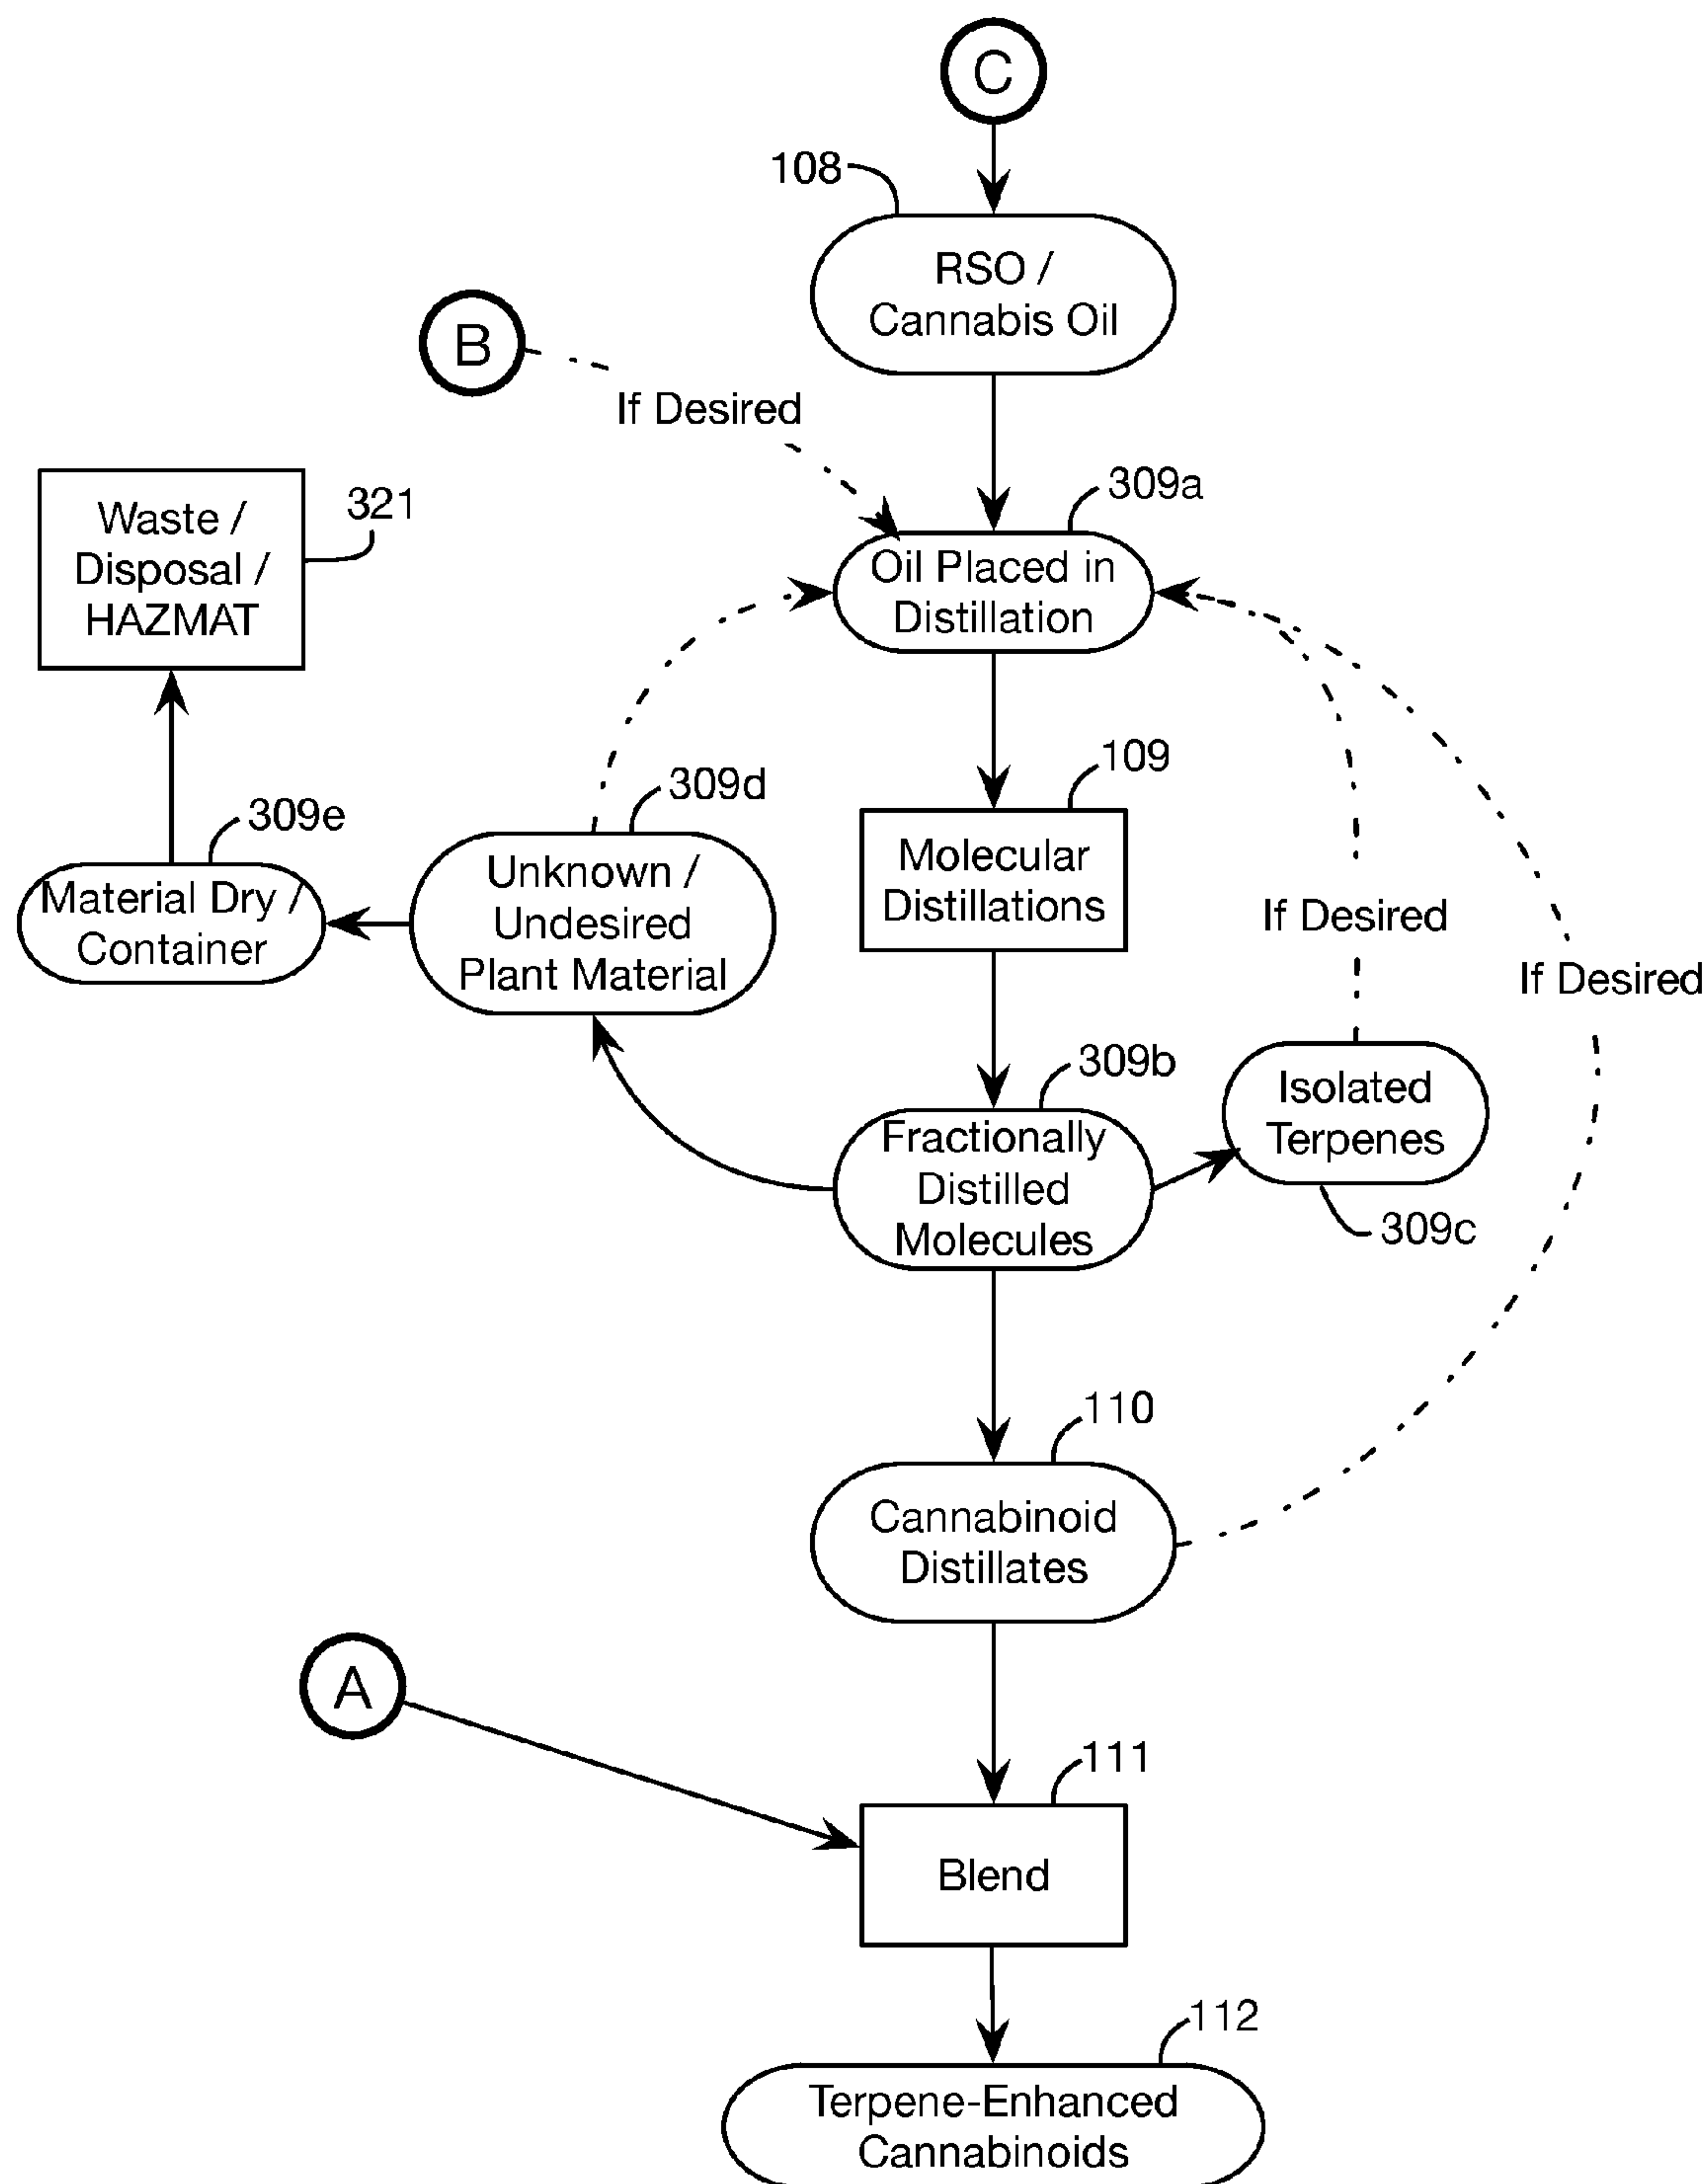 C
108
RSO /
Cannabis Oil
B
If Desired
309a
Oil Placed in
Distillation
321
Waste /
Disposal /
HAZMAT
109
Molecular
Distillations
309d
Unknown /
Undesired
Plant Material
309e
Material Dry /
Container
If Desired
If Desired
309b
Fractionally
Distilled
Molecules
Isolated
Terpenes
309c
110
Cannabinoid
Distillates
A
111
Blend
112
Terpene-Enhanced
Cannabinoids